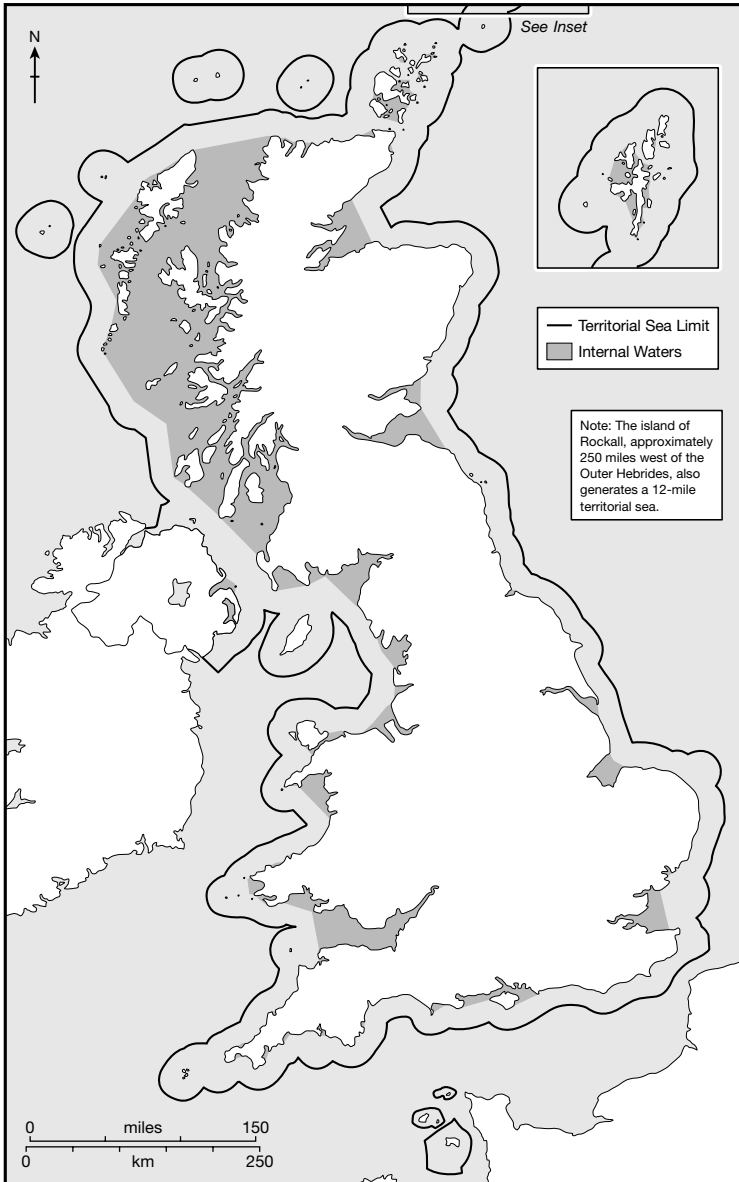 See Inset
N
Territorial Sea Limit
Internal Waters
Note: The island of
Rockall, approximately
250 miles west of the
Outer Hebrides, also
generates a 12-mile
territorial sea.
0 miles 150
0 km 250